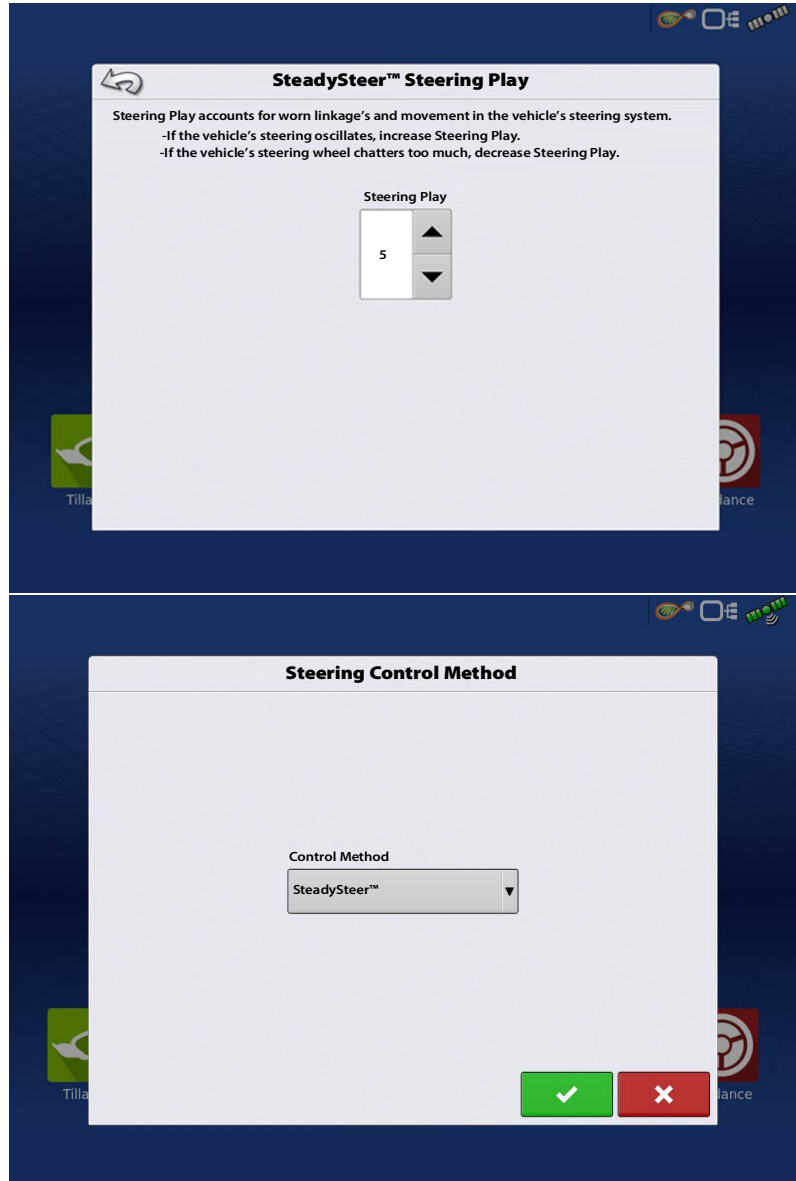 SteadySteer™ Steering Play
Steering Play accounts for worn linkage's and movement in the vehicle's steering system.
-If the vehicle's steering oscillates, increase Steering Play.
-If the vehicle's steering wheel chatters too much, decrease Steering Play.
Steering Play
5
Tilla
dance
Steering Control Method
Control Method
SteadySteer™
Tilla
dance